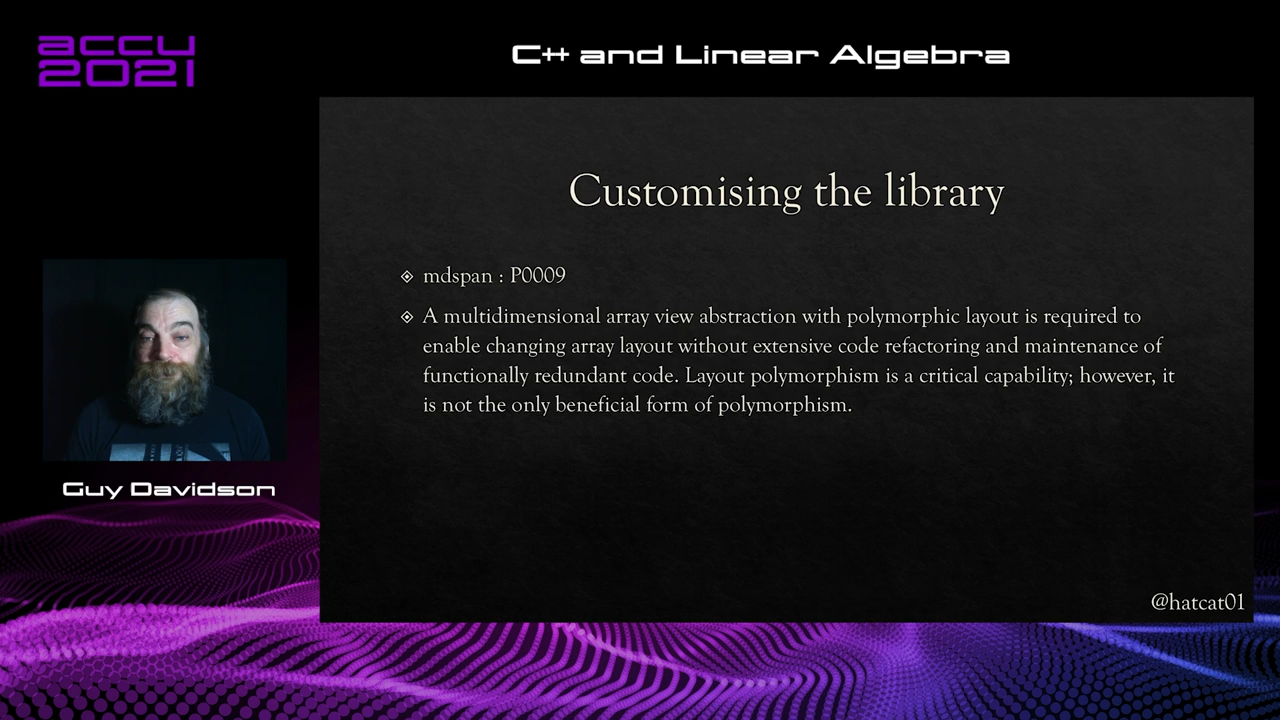 accu
2021
C++ and Linear Algebra
Customising the library
mdspan : P0009
A multidimensional array view abstraction with polymorphic layout is required to
enable changing array layout without extensive code refactoring and maintenance of
functionally redundant code. Layout polymorphism is a critical capability; however, it
is not the only beneficial form of polymorphism.
Guy Davidson
@hatcat01